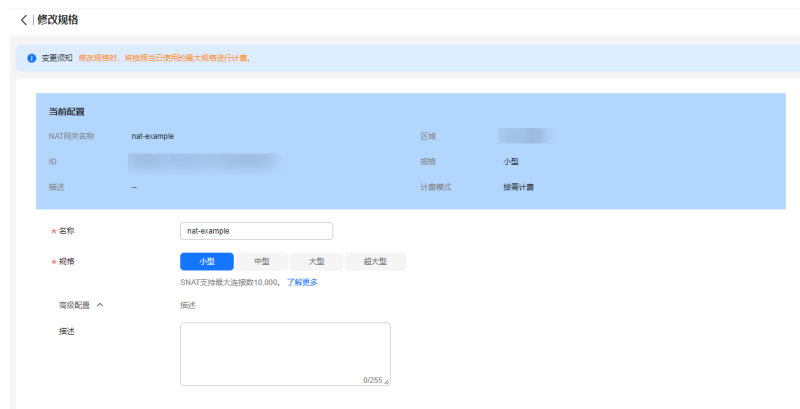 修改规格
变更须知 修改规格时，将按照当日使用的最大规格进行计费。
当前配置
NAT网关名称 nat-example 区域
ID 规格 小型
描述 -- 计费模式 按需计费
* 名称 nat-example
* 规格 小型 中型 大型 超大型
SNAT支持最大连接数10,000。 了解更多
高级配置 描述
描述
0/255